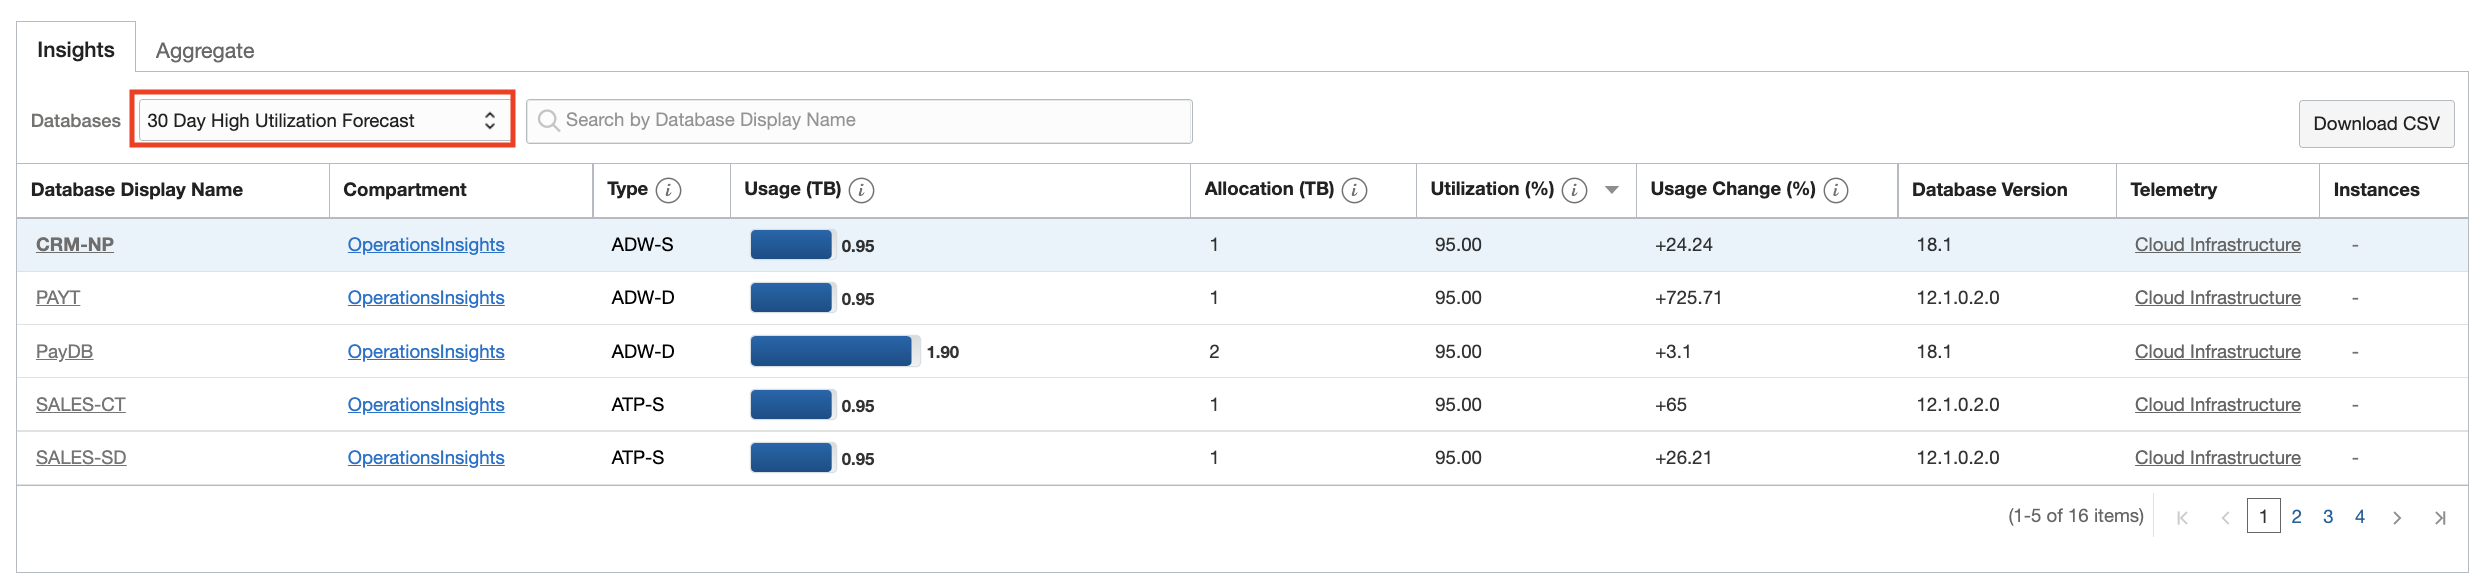 Insights Aggregate
Databases 30 Day High Utilization Forecast Search by Database Display Name Download CSV
Database Display Name Compartment Type i Usage (TB) i Allocation (TB) i Utilization (%) i Usage Change (%) i Database Version Telemetry Instances
CRM-NP OperationsInsights ADW-S 0.95 1 95.00 +24.24 18.1 Cloud Infrastructure -
PAYT OperationsInsights ADW-D 0.95 1 95.00 +725.71 12.1.0.2.0 Cloud Infrastructure -
PayDB OperationsInsights ADW-D 1.90 2 95.00 +3.1 18.1 Cloud Infrastructure -
SALES-CT OperationsInsights ATP-S 0.95 1 95.00 +65 12.1.0.2.0 Cloud Infrastructure -
SALES-SD OperationsInsights ATP-S 0.95 1 95.00 +26.21 12.1.0.2.0 Cloud Infrastructure -
(1-5 of 16 items) 1 2 3 4